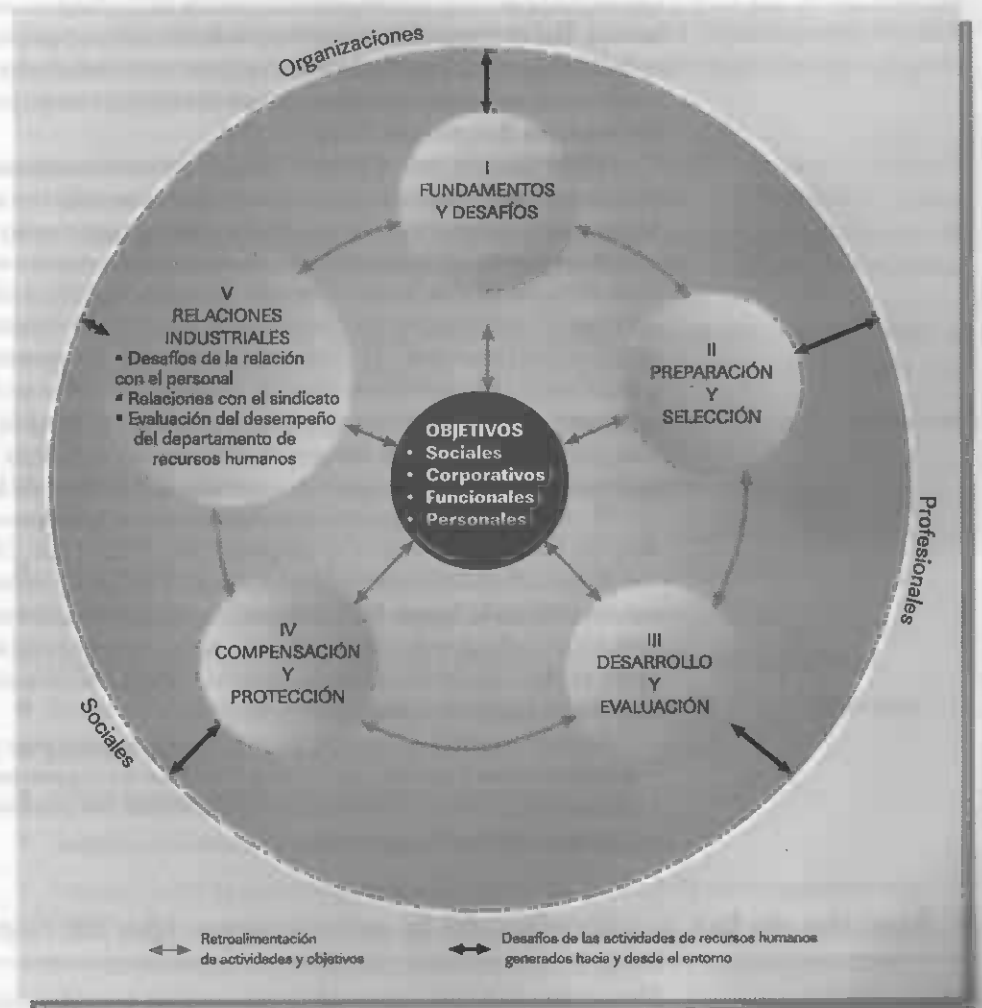 Organizaciones
I
FUNDAMENTOS
Y DESAFÍOS
V
RELACIONES
INDUSTRIALES
▪ Desafíos de la relación
con el personal
▪ Relaciones con el sindicato
▪ Evaluación del desempeño
del departamento de
recursos humanos
II
PREPARACIÓN
Y
SELECCIÓN
OBJETIVOS
• Sociales
• Corporativos
• Funcionales
• Personales
Profesionales
IV
COMPENSACIÓN
Y
PROTECCIÓN
III
DESARROLLO
Y
EVALUACIÓN
Sociales
Retroalimentación
de actividades y objetivos
Desafíos de las actividades de recursos humanos
generados hacia y desde el entorno